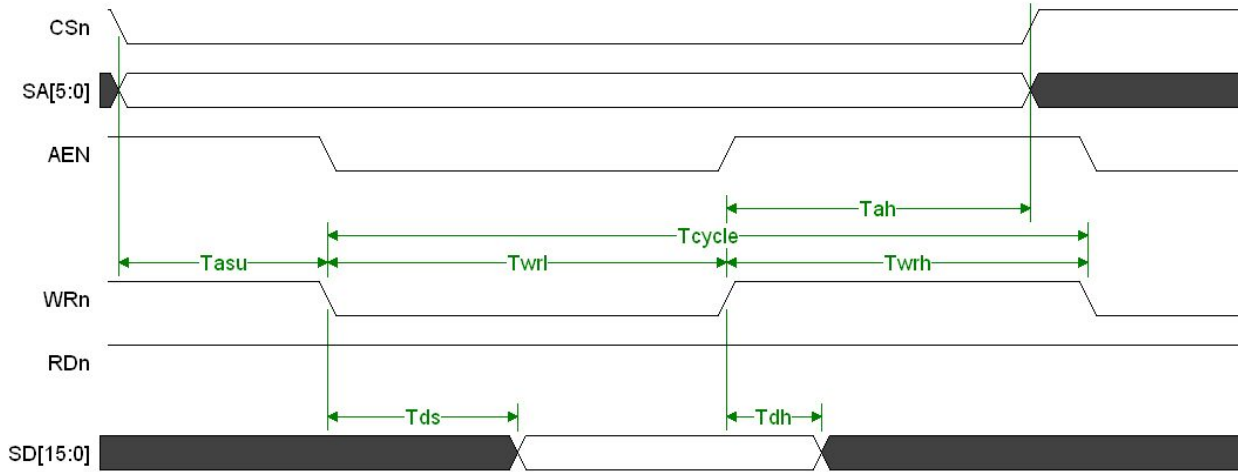 CSn
SA[5:0]
AEN
Tah
Tcycle
Tasu Twrl Twrh
WRn
RDn
Tds Tdh
SD[15:0]